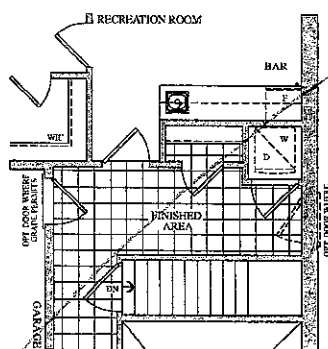 RECREATION ROOM
BAR
F
WIC
W
D
OPT DOOR WHERE
GRADE PERMITS
FINISHED
AREA
OPT DOOR WHERE
DN
GARAGE